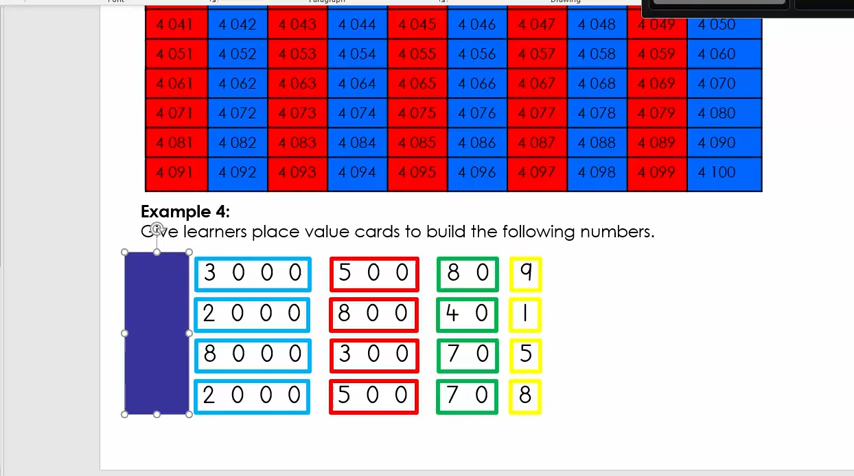 Paragraph
Drawing
4 041 4 042 4 043 4 044 4 045 4 046 4 047 4 048 4 049 4 050
4 051 4 052 4 053 4 054 4 055 4 056 4 057 4 058 4 059 4 060
4 061 4 062 4 063 4 064 4 065 4 066 4 067 4 068 4 069 4 070
4 071 4 072 4 073 4 074 4 075 4 076 4 077 4 078 4 079 4 080
4 081 4 082 4 083 4 084 4 085 4 086 4 087 4 088 4 089 4 090
4 091 4 092 4 093 4 094 4 095 4 096 4 097 4 098 4 099 4 100
Example 4:
Give learners place value cards to build the following numbers.
3 0 0 0 5 0 0 8 0 9
2 0 0 0 8 0 0 4 0 1
8 0 0 0 3 0 0 7 0 5
2 0 0 0 5 0 0 7 0 8